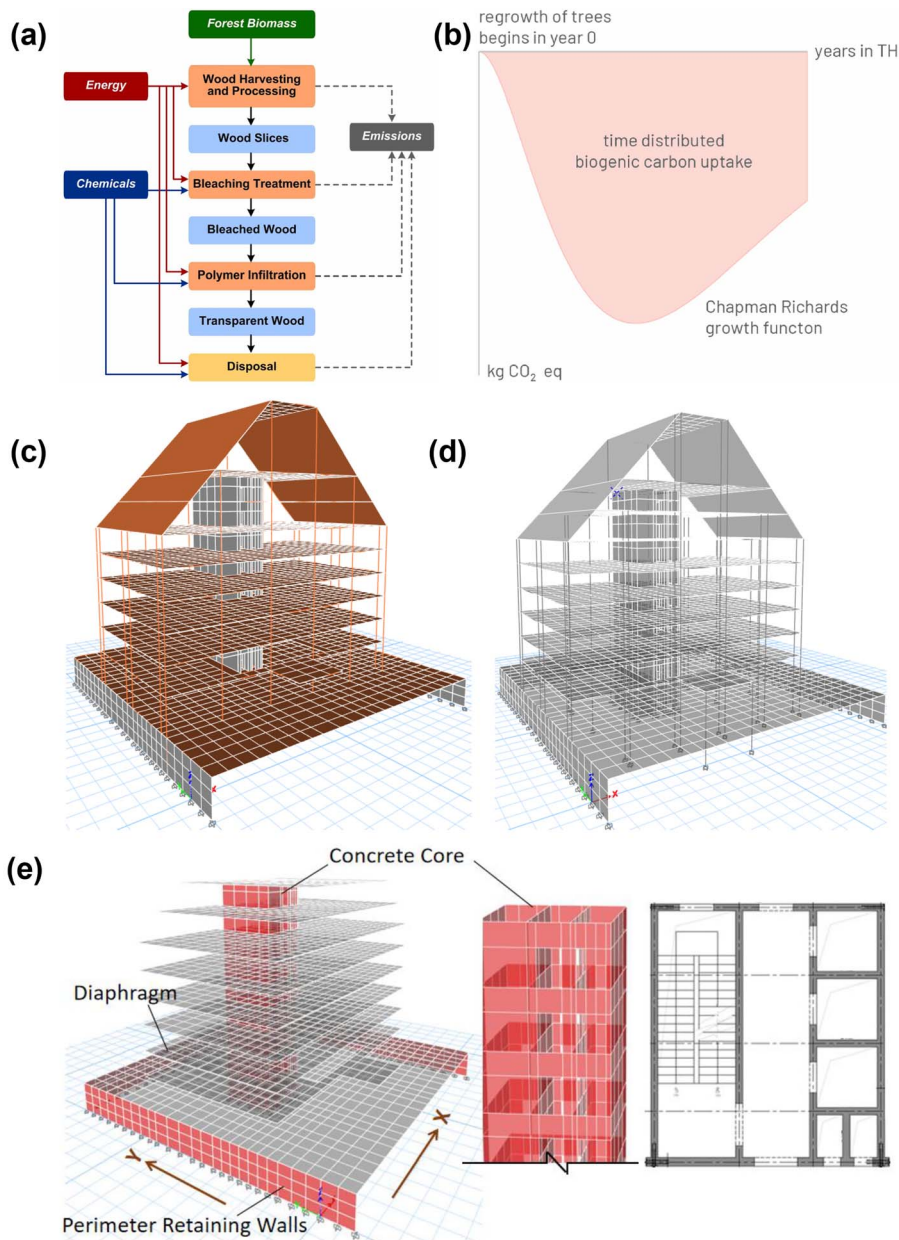 (a)
Forest Biomass
Energy
Wood Harvesting
and Processing
Wood Slices
Emissions
Chemicals
Bleaching Treatment
Bleached Wood
Polymer Infiltration
Transparent Wood
Disposal
(b)
regrowth of trees
begins in year 0
years in TH
time distributed
biogenic carbon uptake
Chapman Richards
growth functon
kg CO₂ eq
(c)
(d)
X
(e)
Concrete Core
Diaphragm
X
Y
Perimeter Retaining Walls